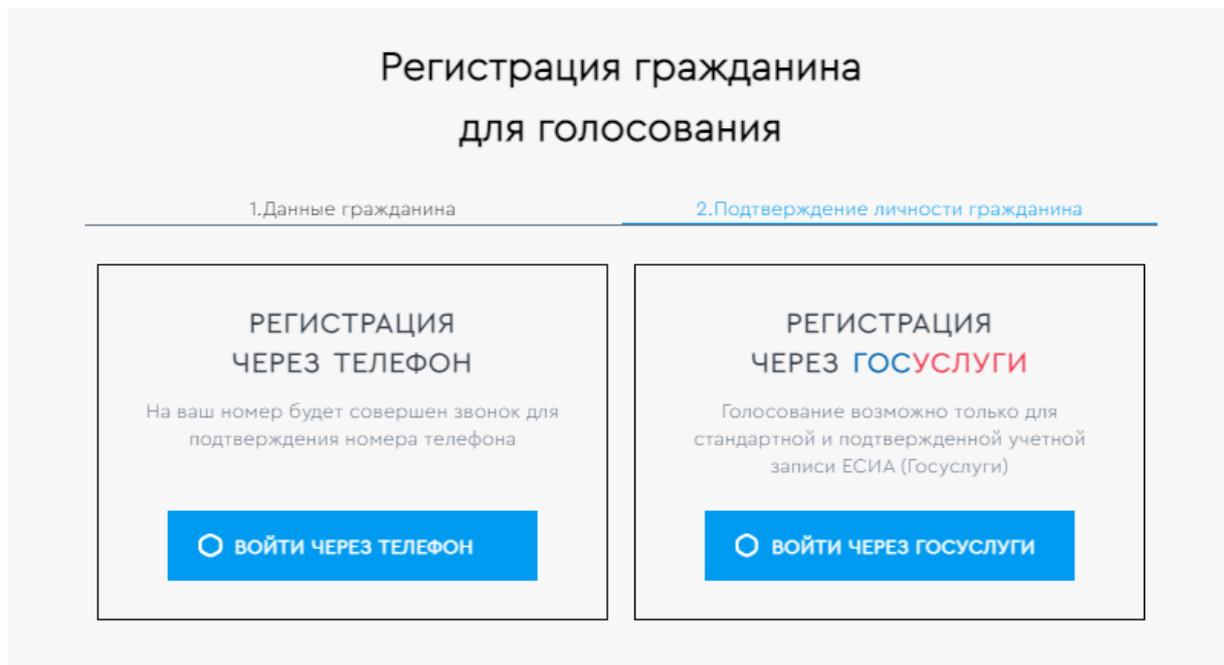 Регистрация гражданина
для голосования
1.Данные гражданина
2.Подтверждение личности гражданина
РЕГИСТРАЦИЯ
ЧЕРЕЗ ТЕЛЕФОН
На ваш номер будет совершен звонок для
подтверждения номера телефона
ВОЙТИ ЧЕРЕЗ ТЕЛЕФОН
РЕГИСТРАЦИЯ
ЧЕРЕЗ ГОСУСЛУГИ
Голосование возможно только для
стандартной и подтвержденной учетной
записи ЕСИА (Госуслуги)
ВОЙТИ ЧЕРЕЗ ГОСУСЛУГИ